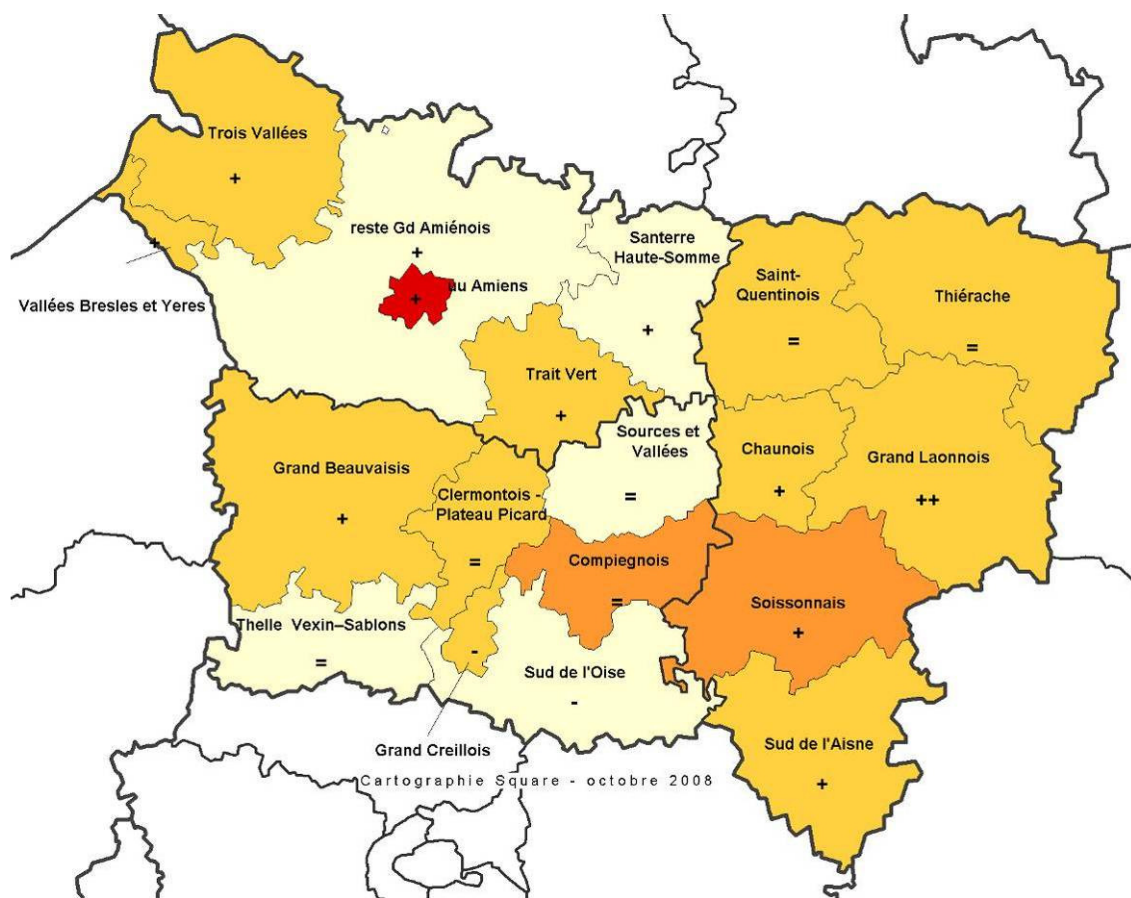 Trois Vallées
+
reste Gd Amiénois
+
Santerre
Haute-Somme
+
+
uu Amiens
+
Vallées Bresles et Yeres
Saint-
Quentinois
=
Thiérache
=
Trait Vert
+
Sources et
Vallées
=
Chaunois
+
Grand Laonnois
++
Grand Beauvaisis
+
Clermontois -
Plateau Picard
=
Compiegnois
=
Soissonnais
+
Thelle Vexin–Sablons
=
-
Sud de l'Oise
-
Grand Creillois
Sud de l'Aisne
+
Cartographie Square - octobre 2008